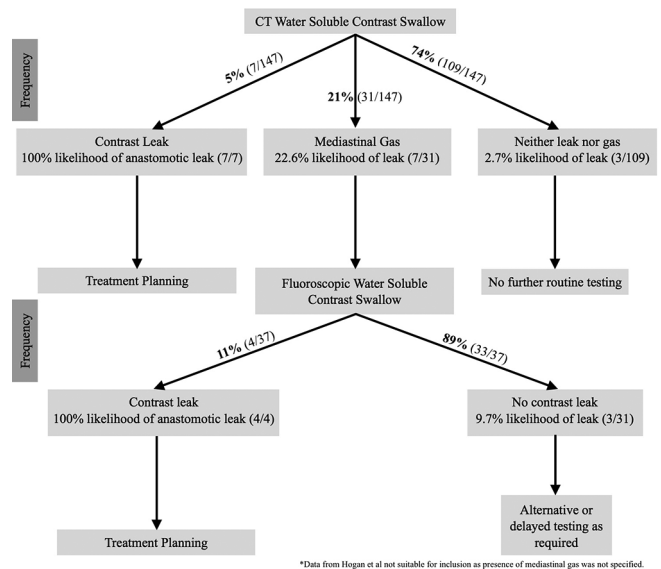 CT Water Soluble Contrast Swallow
Frequency
5% (7/147)
21% (31/147)
74% (109/147)
Contrast Leak
100% likelihood of anastomotic leak (7/7)
Mediastinal Gas
22.6% likelihood of leak (7/31)
Neither leak nor gas
2.7% likelihood of leak (3/109)
Treatment Planning
Fluoroscopic Water Soluble
Contrast Swallow
No further routine testing
Frequency
11% (4/37)
89% (33/37)
Contrast leak
100% likelihood of anastomotic leak (4/4)
No contrast leak
9.7% likelihood of leak (3/31)
Treatment Planning
Alternative or
delayed testing as
required
*Data from Hogan et al not suitable for inclusion as presence of mediastinal gas was not specified.